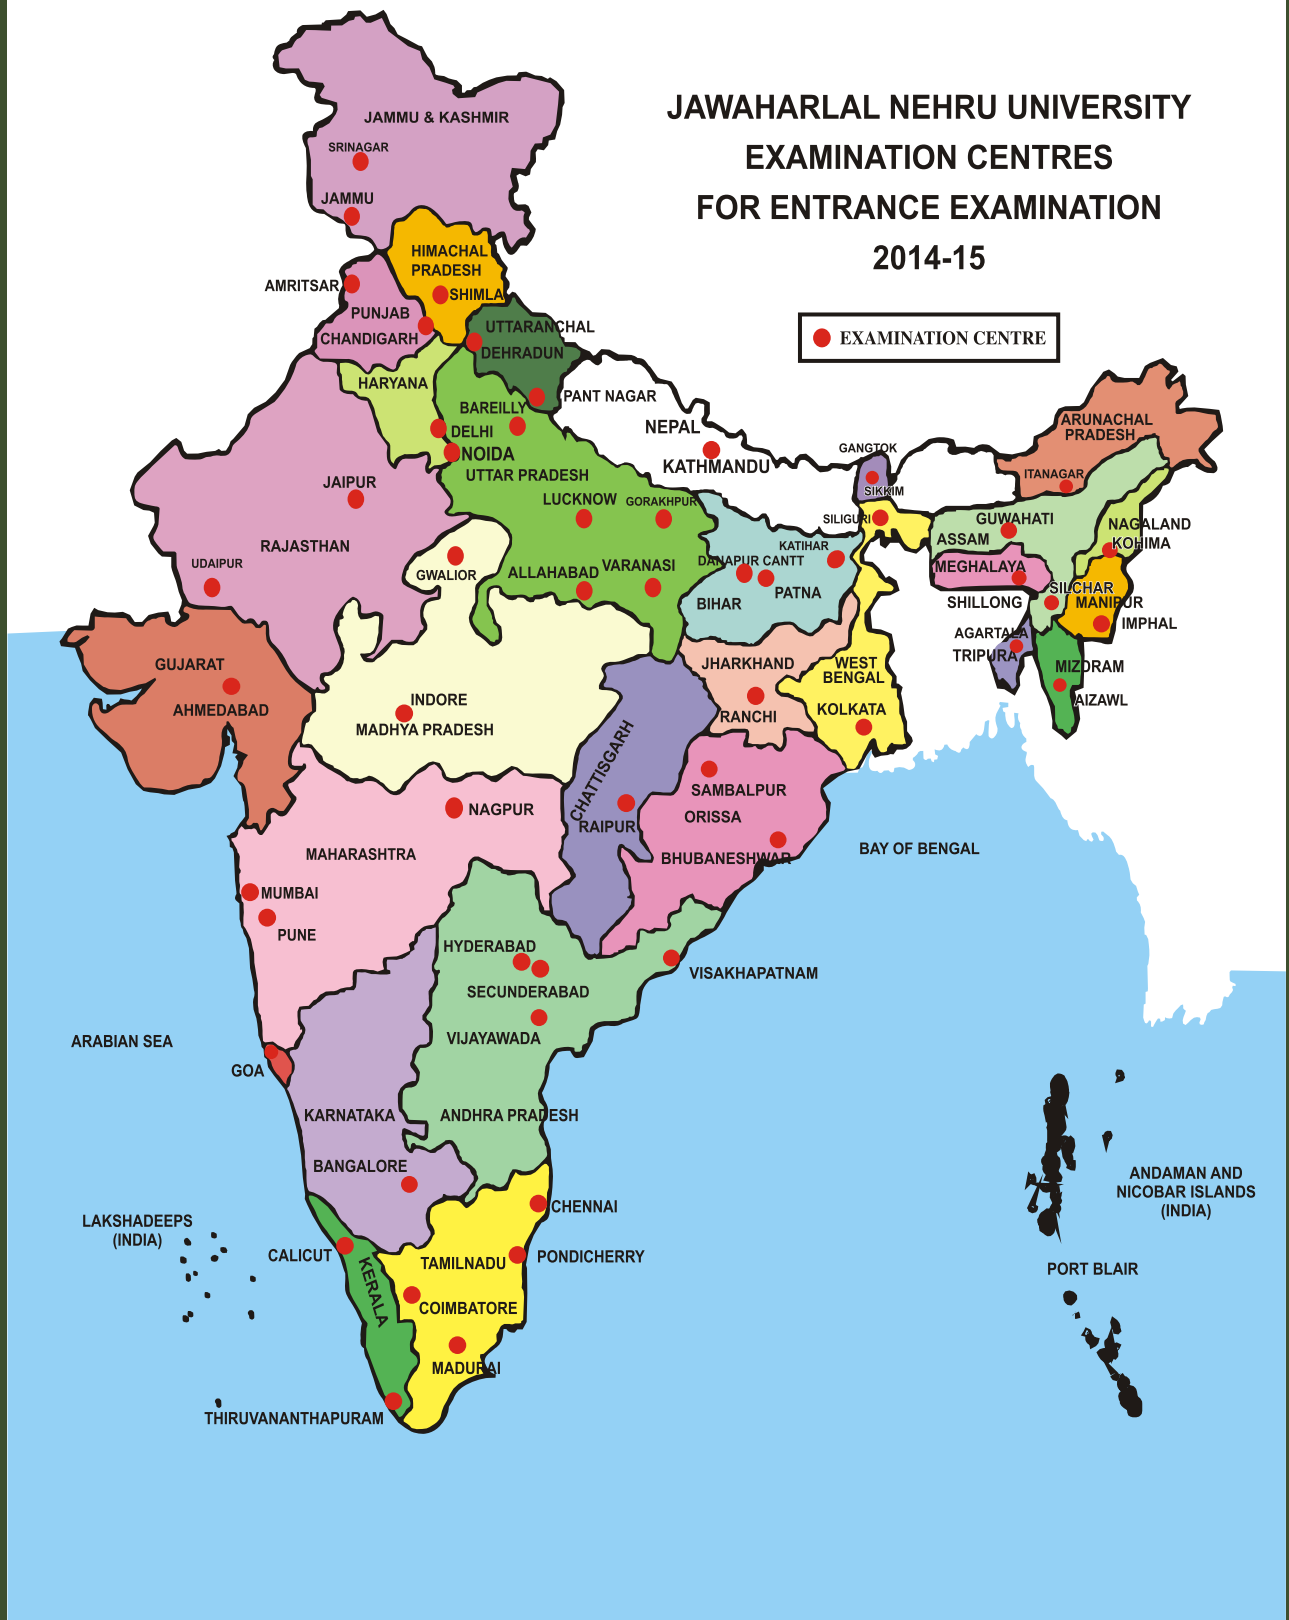 JAWAHARLAL NEHRU UNIVERSITY
EXAMINATION CENTRES
FOR ENTRANCE EXAMINATION
2014-15
EXAMINATION CENTRE
JAMMU & KASHMIR
SRINAGAR
JAMMU
HIMACHAL
PRADESH
SHIMLA
AMRITSAR
PUNJAB
CHANDIGARH
UTTARANCHAL
DEHRADUN
HARYANA
PANT NAGAR
BAREILLY
DELHI
NOIDA
UTTAR PRADESH
NEPAL
KATHMANDU
GANGTOK
SIKKIM
ARUNACHAL
PRADESH
ITANAGAR
JAIPUR
LUCKNOW
GORAKHPUR
SILIGURI
GUWAHATI
ASSAM
NAGALAND
KOHIMA
RAJASTHAN
UDAIPUR
GWALIOR
ALLAHABAD
VARANASI
KATIHAR
DANAPUR CANTT
PATNA
BIHAR
MEGHALAYA
SHILLONG
SILCHAR
MANIPUR
IMPHAL
AGARTALA
TRIPURA
MIZORAM
AIZAWL
GUJARAT
AHMEDABAD
INDORE
MADHYA PRADESH
JHARKHAND
RANCHI
WEST
BENGAL
KOLKATA
CHATTISGARH
RAIPUR
SAMBALPUR
ORISSA
BHUBANESHWAR
BAY OF BENGAL
NAGPUR
MAHARASHTRA
MUMBAI
PUNE
HYDERABAD
SECUNDERABAD
VIJAYAWADA
VISAKHAPATNAM
ARABIAN SEA
GOA
KARNATAKA
ANDHRA PRADESH
BANGALORE
CHENNAI
ANDAMAN AND
NICOBAR ISLANDS
(INDIA)
LAKSHADEEPS
(INDIA)
CALICUT
KERALA
TAMILNADU
PONDICHERRY
COIMBATORE
PORT BLAIR
MADURAI
THIRUVANANTHAPURAM